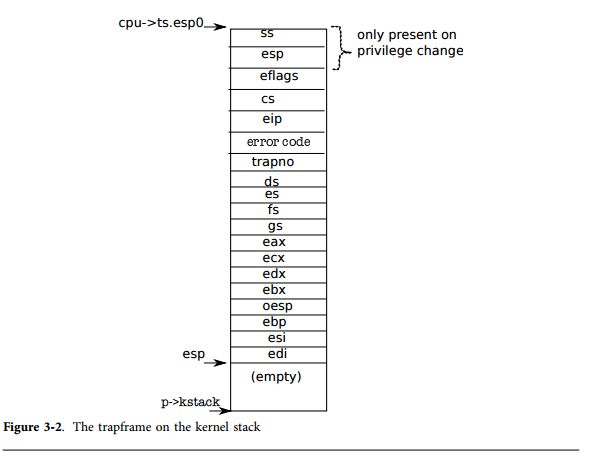 cpu->ts.esp0
ss
only present on
privilege change
esp
eflags
cs
eip
error code
trapno
ds
es
fs
gs
eax
ecx
edx
ebx
oesp
ebp
esi
esp
edi
(empty)
p->kstack
Figure 3-2. The trapframe on the kernel stack